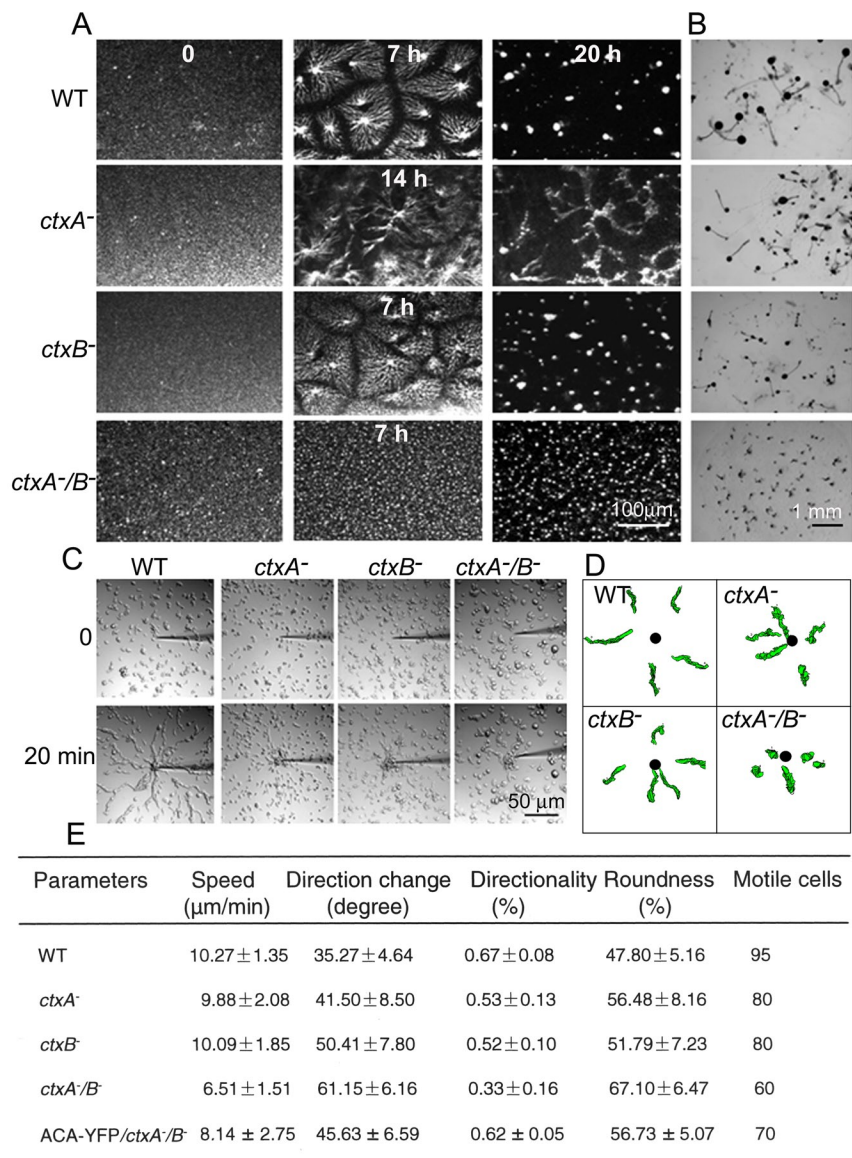 A
B
0
7 h
20 h
WT
14 h
ctxA⁻
7 h
ctxB⁻
7 h
ctxA⁻/B⁻
100μm
1 mm
C
D
WT
ctxA⁻
ctxB⁻
ctxA⁻/B⁻
0
20 min
50 μm
WT
ctxA⁻
ctxB⁻
ctxA⁻/B⁻
E
Parameters Speed Direction change Directionality Roundness Motile cells
(μm/min) (degree) (%) (%)
WT 10.27±1.35 35.27±4.64 0.67±0.08 47.80±5.16 95
ctxA⁻ 9.88±2.08 41.50±8.50 0.53±0.13 56.48±8.16 80
ctxB⁻ 10.09±1.85 50.41±7.80 0.52±0.10 51.79±7.23 80
ctxA⁻/B⁻ 6.51±1.51 61.15±6.16 0.33±0.16 67.10±6.47 60
ACA-YFP/ctxA⁻/B⁻ 8.14 ± 2.75 45.63 ± 6.59 0.62 ± 0.05 56.73 ± 5.07 70